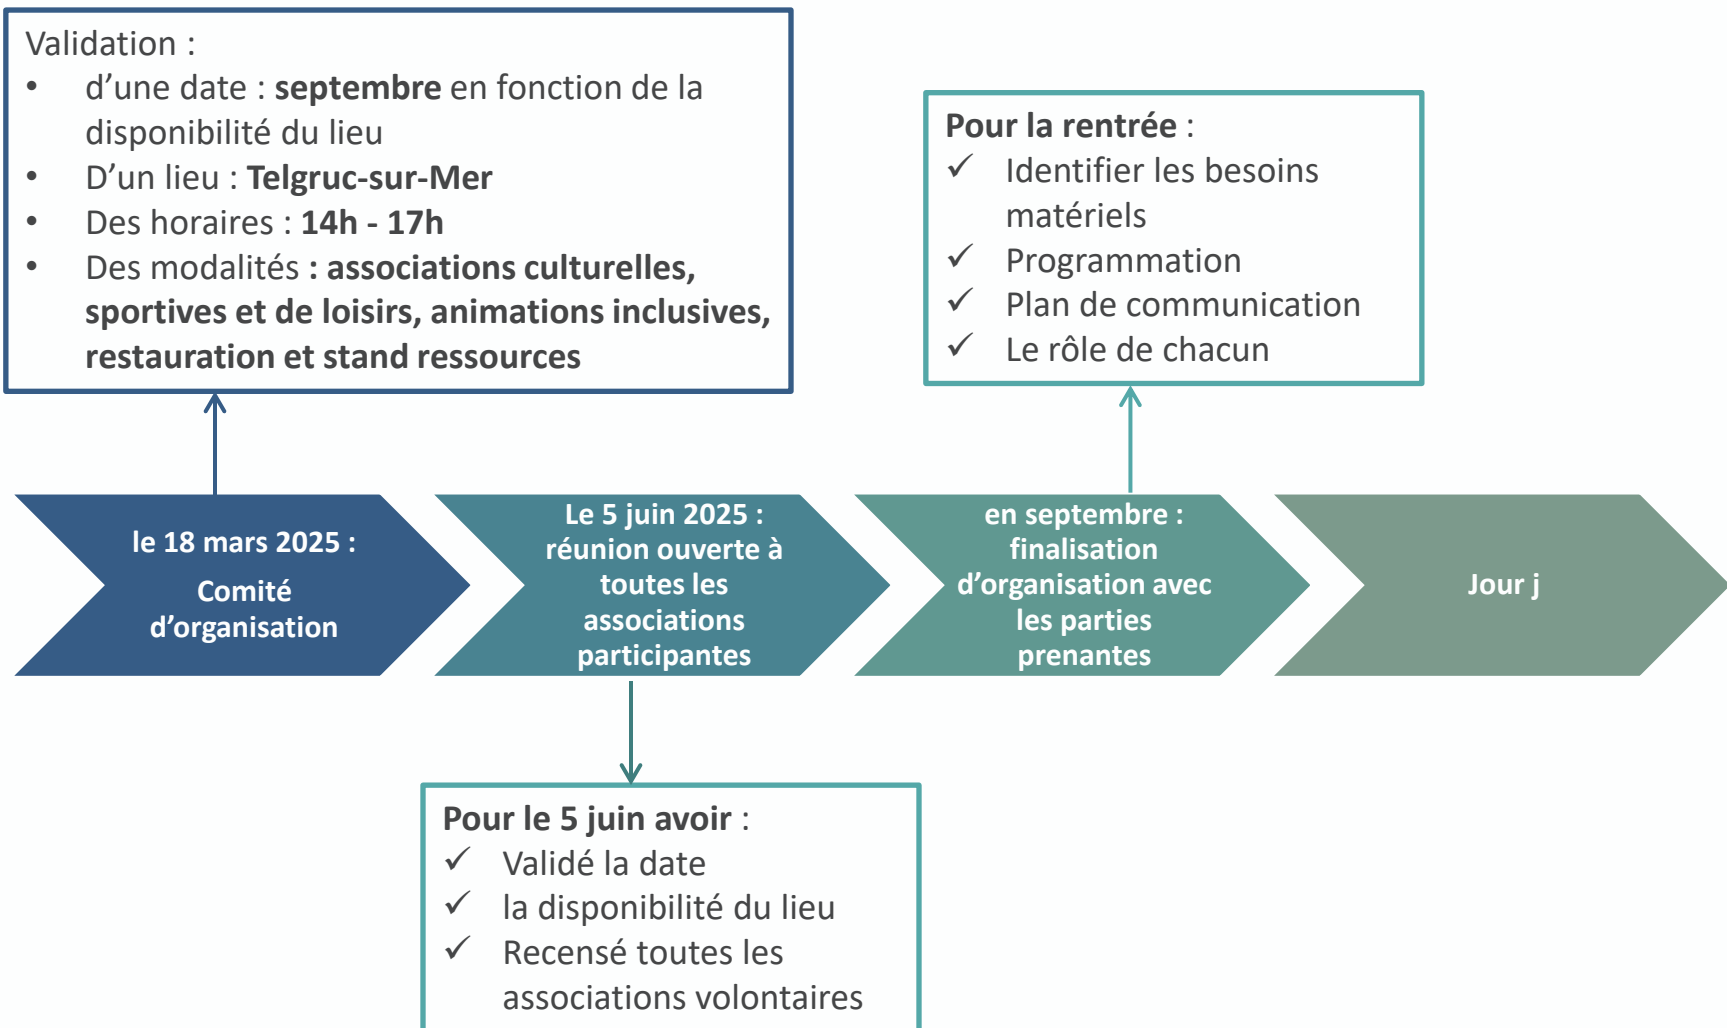 Validation :
• d’une date : septembre en fonction de la
disponibilité du lieu
• D’un lieu : Telgruc-sur-Mer
• Des horaires : 14h - 17h
• Des modalités : associations culturelles,
sportives et de loisirs, animations inclusives,
restauration et stand ressources
Pour la rentrée :
✓ Identifier les besoins
matériels
✓ Programmation
✓ Plan de communication
✓ Le rôle de chacun
le 18 mars 2025 :
Comité
d’organisation
Le 5 juin 2025 :
réunion ouverte à
toutes les
associations
participantes
en septembre :
finalisation
d’organisation avec
les parties
prenantes
Jour j
Pour le 5 juin avoir :
✓ Validé la date
✓ la disponibilité du lieu
✓ Recensé toutes les
associations volontaires